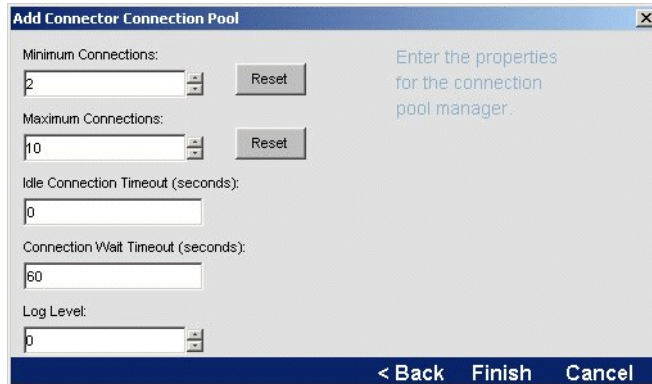 Add Connector Connection Pool
Minimum Connections:
2
Reset
Maximum Connections:
10
Reset
Idle Connection Timeout (seconds):
0
Connection Wait Timeout (seconds):
60
Log Level:
0
Enter the properties
for the connection
pool manager.
< Back Finish Cancel